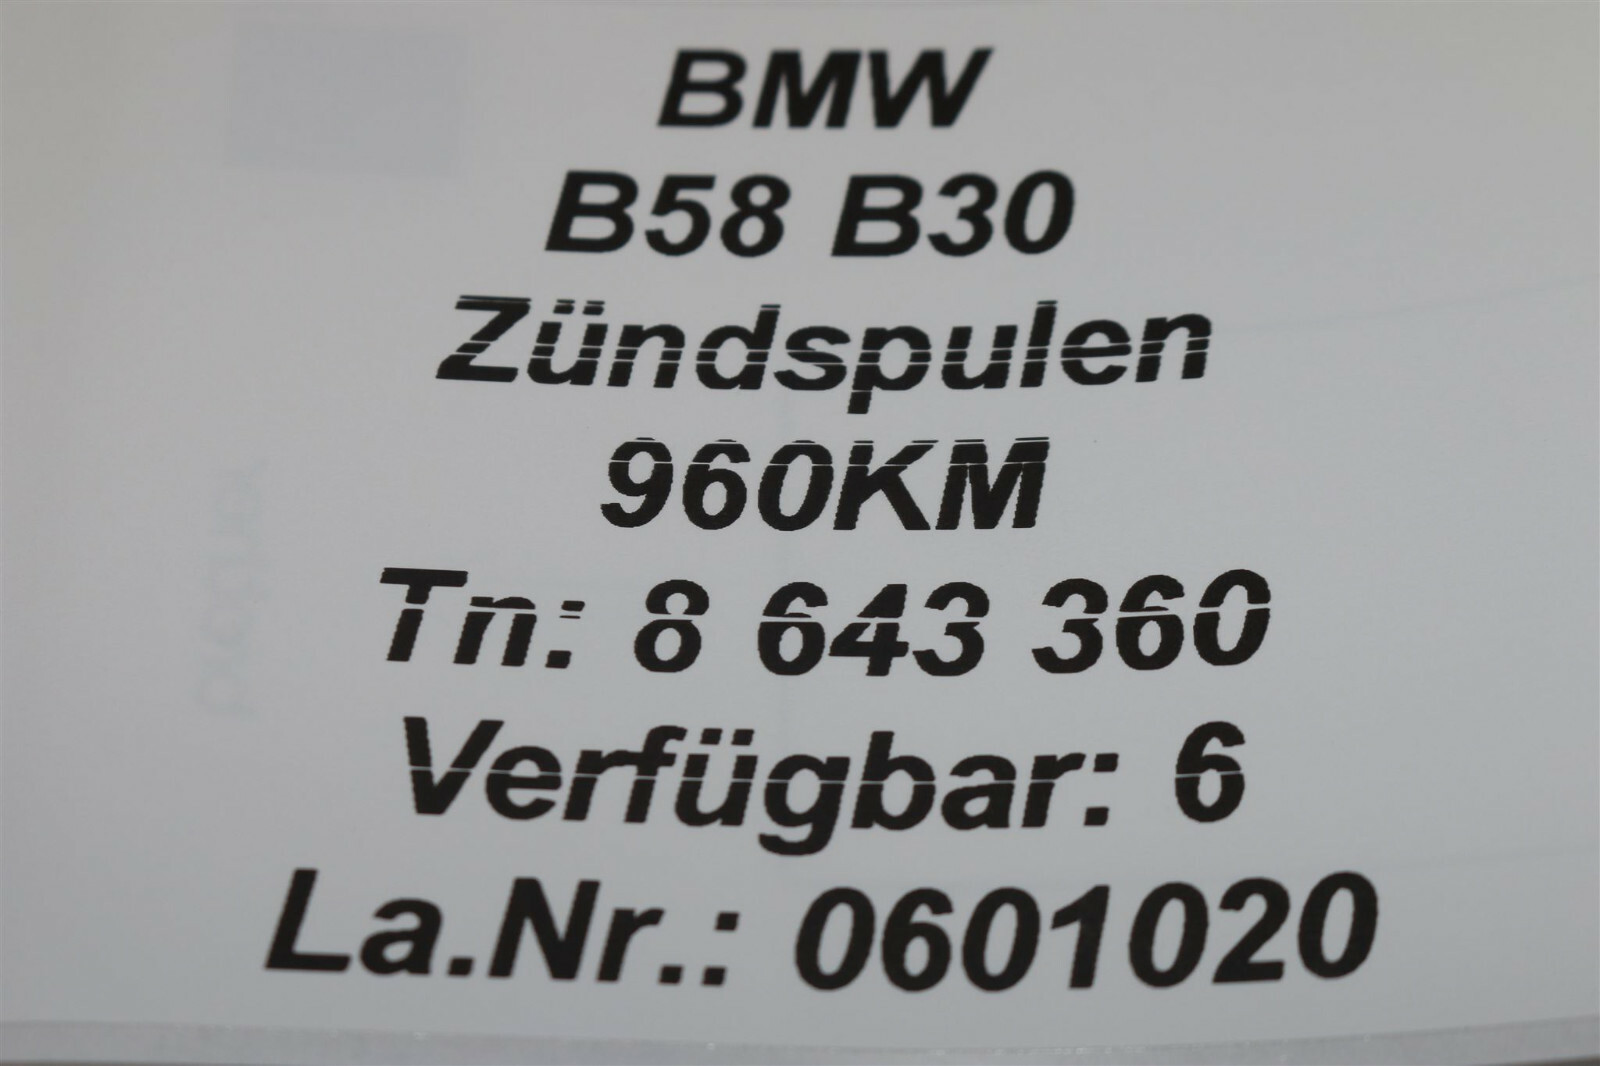 BMW
B58 B30
Zündspulen
960KM
Tn: 8 643 360
Verfügbar: 6
La.Nr.: 0601020